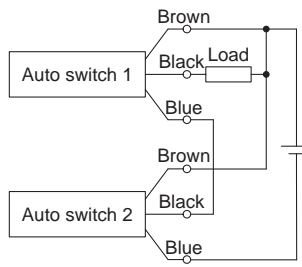 Brown
Black Load
Auto switch 1
Blue
Brown
Black
Auto switch 2
Blue